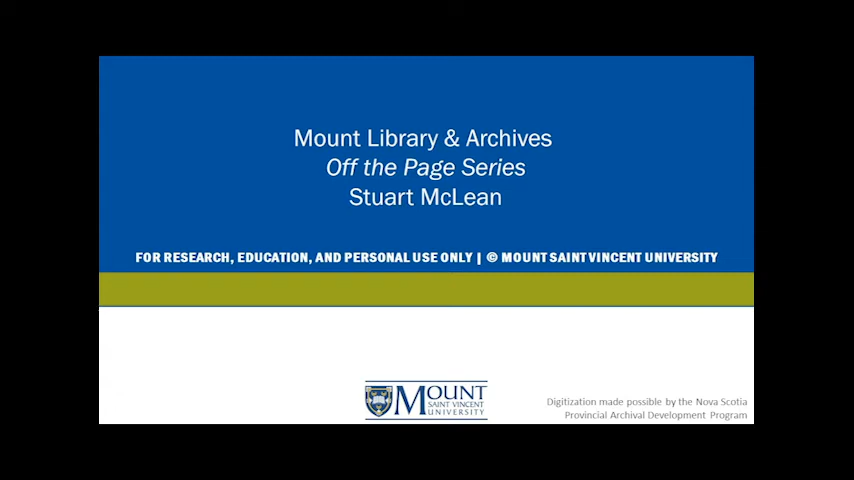 Mount Library & Archives
Off the Page Series
Stuart McLean
FOR RESEARCH, EDUCATION, AND PERSONAL USE ONLY | © MOUNT SAINT VINCENT UNIVERSITY
MOUNT
SAINT VINCENT
UNIVERSITY
Digitization made possible by the Nova Scotia
Provincial Archival Development Program